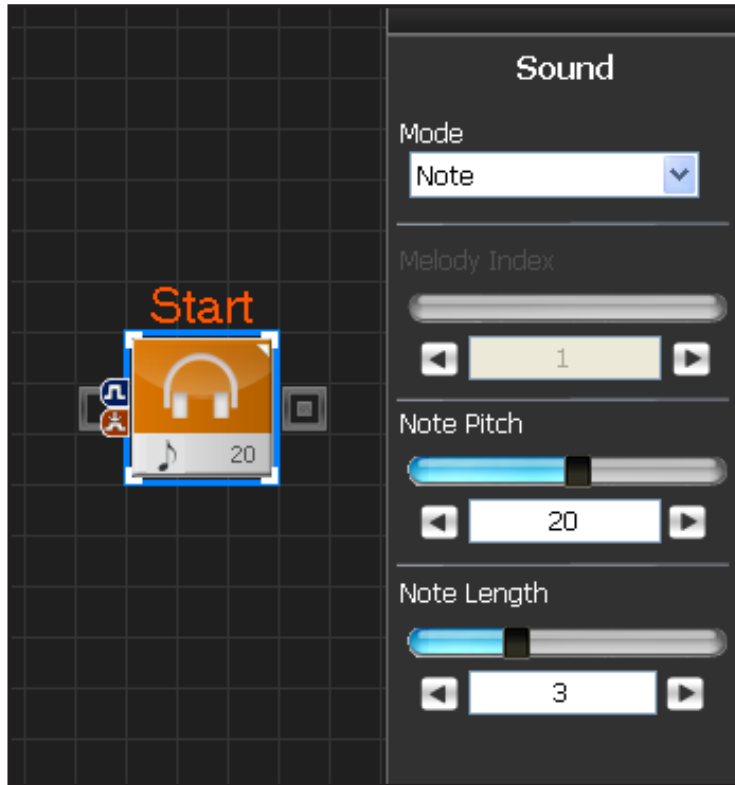 Start
20
Sound
Mode
Note
Melody Index
1
Note Pitch
20
Note Length
3